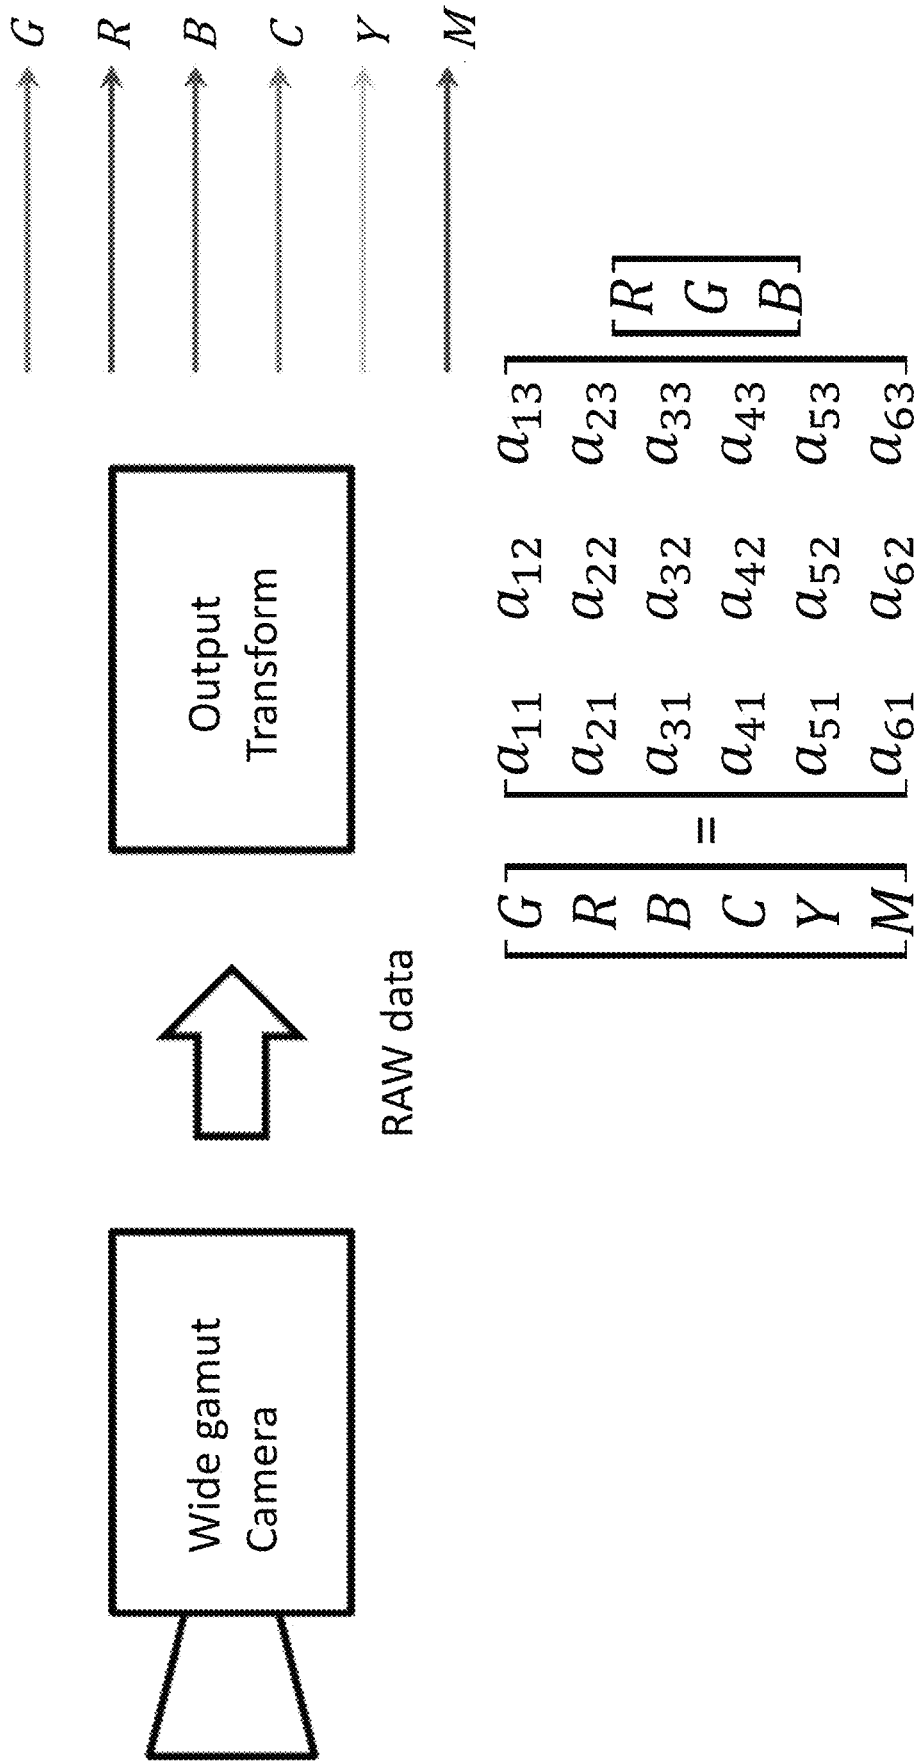 Wide gamut
Camera
RAW data
Output
Transform
G
R
B
C
Y
M
[G R B C Y M] = [a11 a12 a13
a21 a22 a23
a31 a32 a33
a41 a42 a43
a51 a52 a53
a61 a62 a63] [R G B]